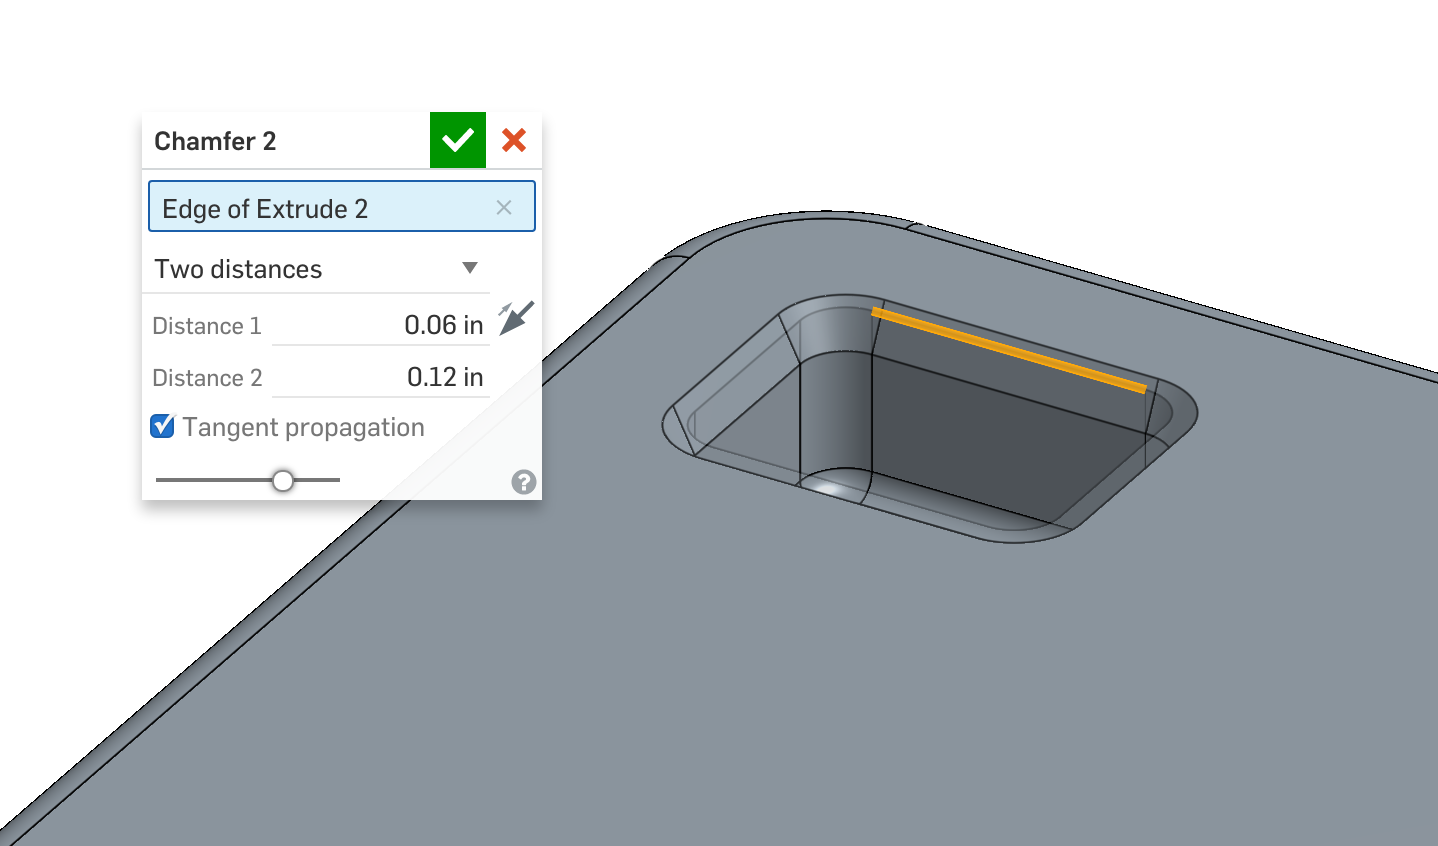 Chamfer 2
Edge of Extrude 2
Two distances
Distance 1 0.06 in
Distance 2 0.12 in
Tangent propagation
?